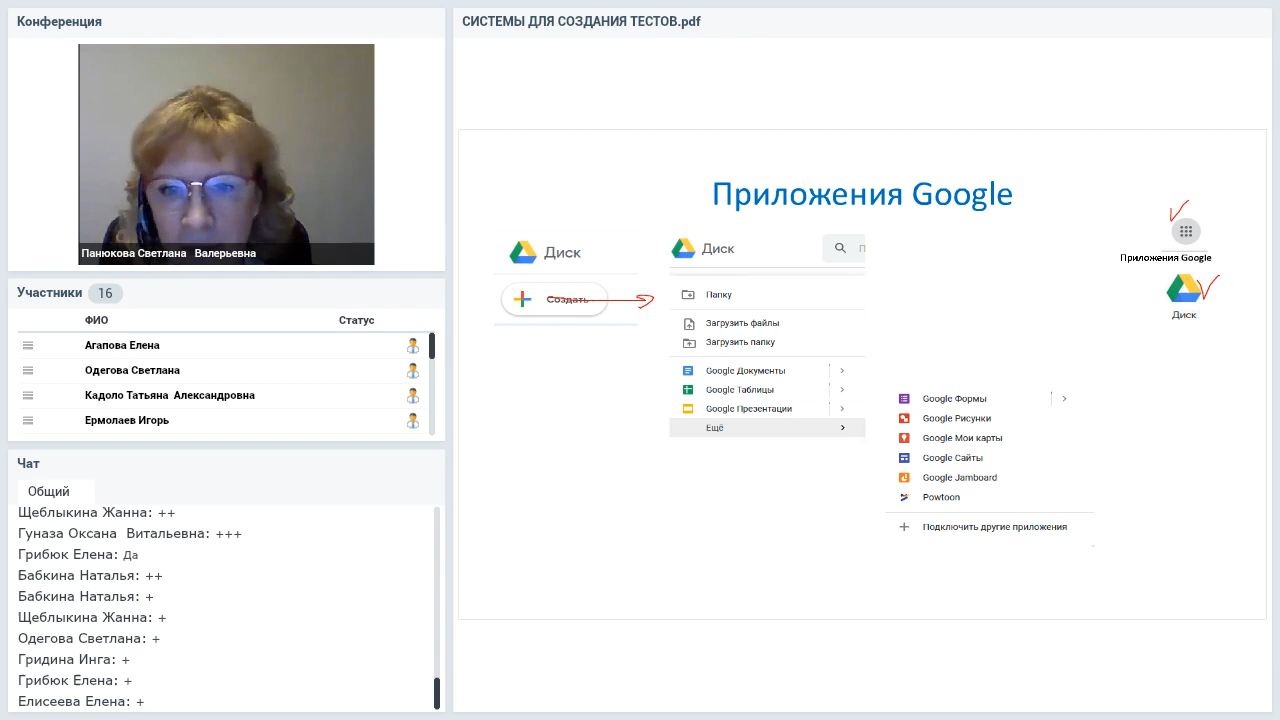 Конференция
Панюкова Светлана Валерьевна
Участники 16
ФИО Статус
Агапова Елена
Одегова Светлана
Кадоло Татьяна Александровна
Ермолаев Игорь
Чат
Общий
Щеблыкина Жанна: ++
Гуназа Оксана Витальевна: +++
Грибюк Елена: Да
Бабкина Наталья: ++
Бабкина Наталья: +
Щеблыкина Жанна: +
Одегова Светлана: +
Гридина Инга: +
Грибюк Елена: +
Елисеева Елена: +
СИСТЕМЫ ДЛЯ СОЗДАНИЯ ТЕСТОВ.pdf
Приложения Google
Диск
Создать
Диск
Папку
Загрузить файлы
Загрузить папку
Google Документы
Google Таблицы
Google Презентации
Ещё
Google Формы
Google Рисунки
Google Мои карты
Google Сайты
Google Jamboard
Powtoon
Подключить другие приложения
Приложения Google
Диск